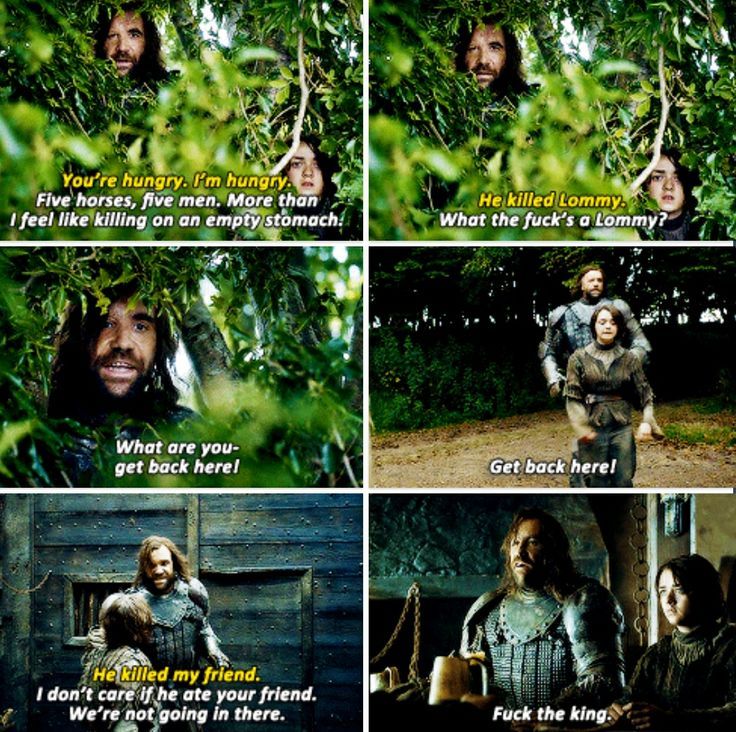 You're hungry. I'm hungry.
Five horses, five men. More than
I feel like killing on an empty stomach.
He killed Lommy.
What the fuck's a Lommy?
What are you-
get back here!
Get back here!
He killed my friend.
I don't care if he ate your friend.
We're not going in there.
Fuck the king.